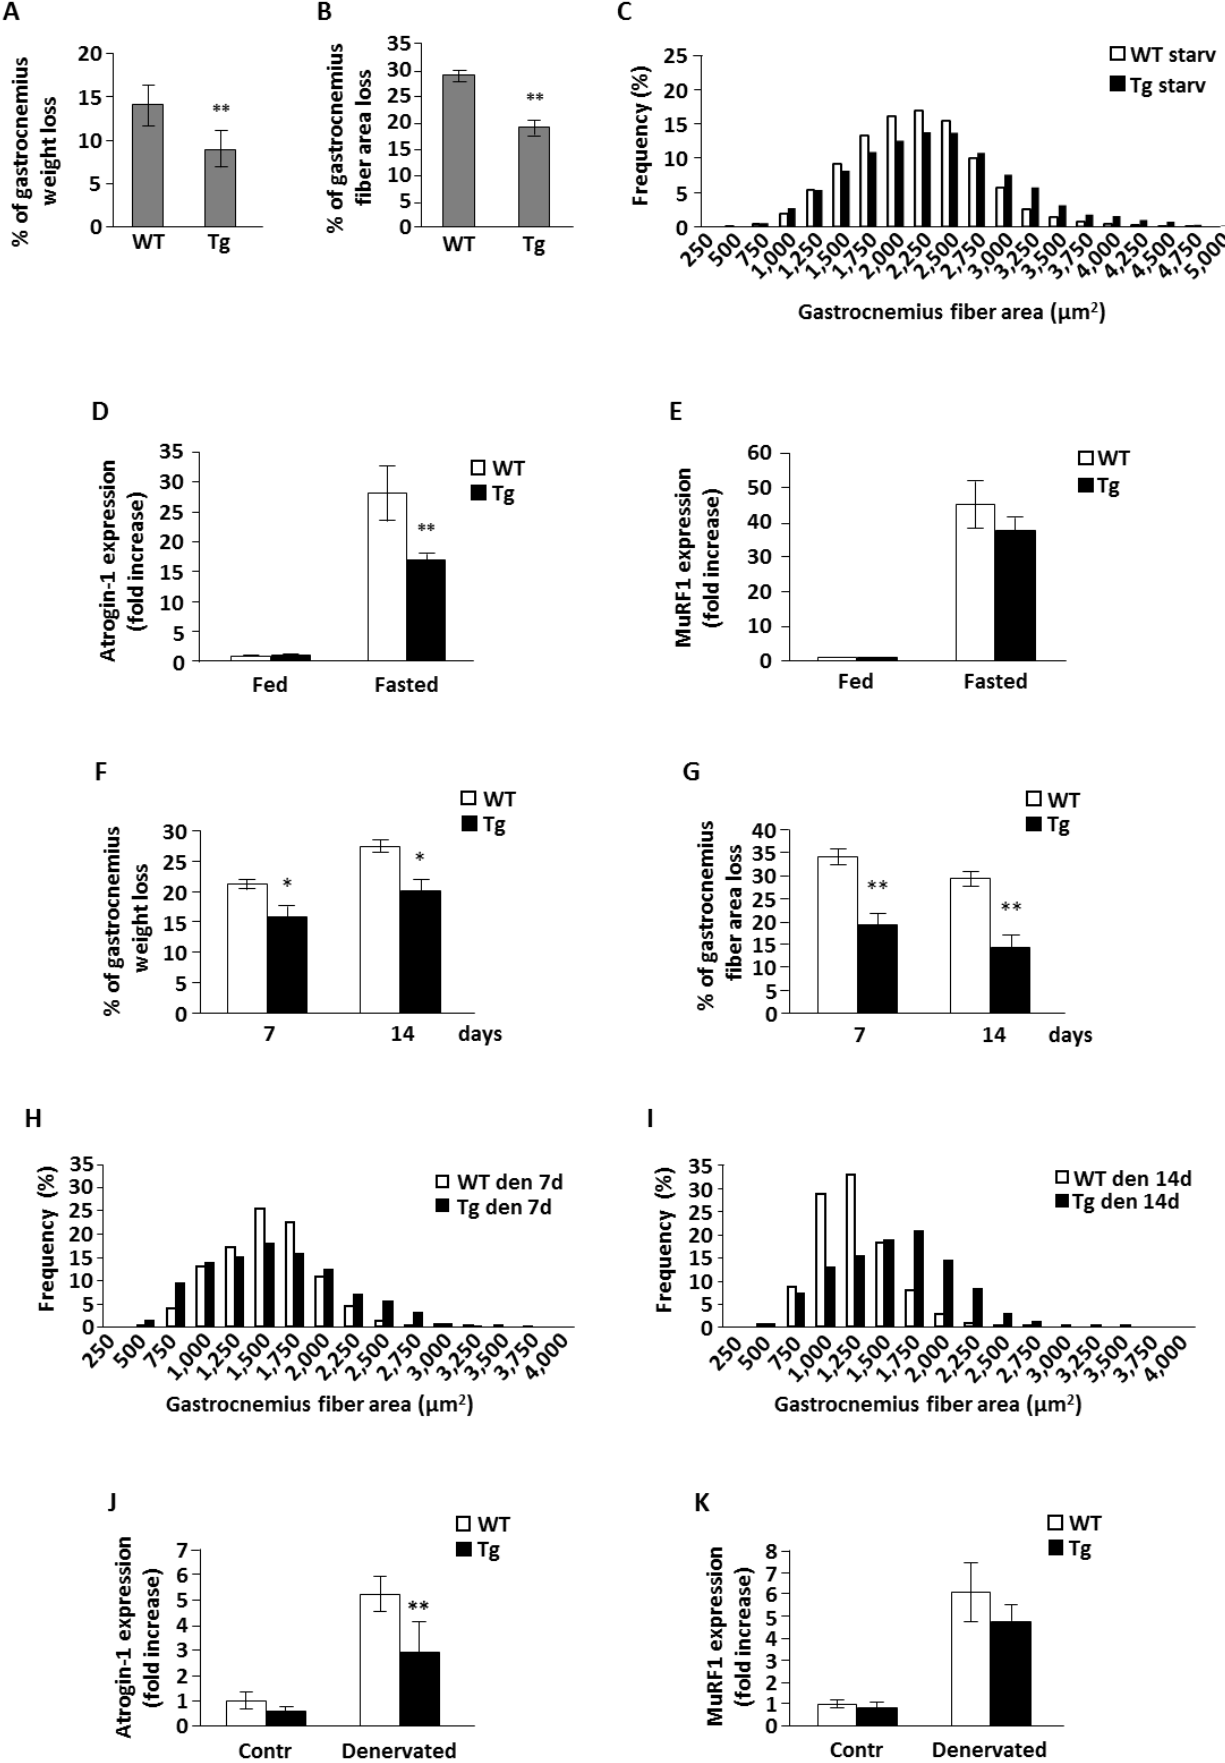 A
% of gastrocnemius
weight loss
20
15
10
5
0
**
WT
Tg
B
% of gastrocnemius
fiber area loss
35
30
25
20
15
10
5
0
**
WT
Tg
C
Frequency (%)
25
20
15
10
5
0
WT starv
Tg starv
250
500
750
1,000
1,250
1,500
1,750
2,000
2,250
2,500
2,750
3,000
3,250
3,500
3,750
4,000
4,250
4,500
4,750
5,000
Gastrocnemius fiber area (µm²)
D
Atrogin-1 expression
(fold increase)
35
30
25
20
15
10
5
0
**
WT
Tg
Fed
Fasted
E
MuRF1 expression
(fold increase)
60
50
40
30
20
10
0
WT
Tg
Fed
Fasted
F
% of gastrocnemius
weight loss
30
25
20
15
10
5
0
*
*
WT
Tg
7
14
days
G
% of gastrocnemius
fiber area loss
40
35
30
25
20
15
10
5
0
**
**
WT
Tg
7
14
days
H
Frequency (%)
35
30
25
20
15
10
5
0
WT den 7d
Tg den 7d
250
500
750
1,000
1,250
1,500
1,750
2,000
2,250
2,500
2,750
3,000
3,250
3,500
3,750
4,000
Gastrocnemius fiber area (µm²)
I
Frequency (%)
35
30
25
20
15
10
5
0
WT den 14d
Tg den 14d
250
500
750
1,000
1,250
1,500
1,750
2,000
2,250
2,500
2,750
3,000
3,250
3,500
3,750
4,000
Gastrocnemius fiber area (µm²)
J
Atrogin-1 expression
(fold increase)
7
6
5
4
3
2
1
0
**
WT
Tg
Contr
Denervated
K
MuRF1 expression
(fold increase)
8
7
6
5
4
3
2
1
0
WT
Tg
Contr
Denervated